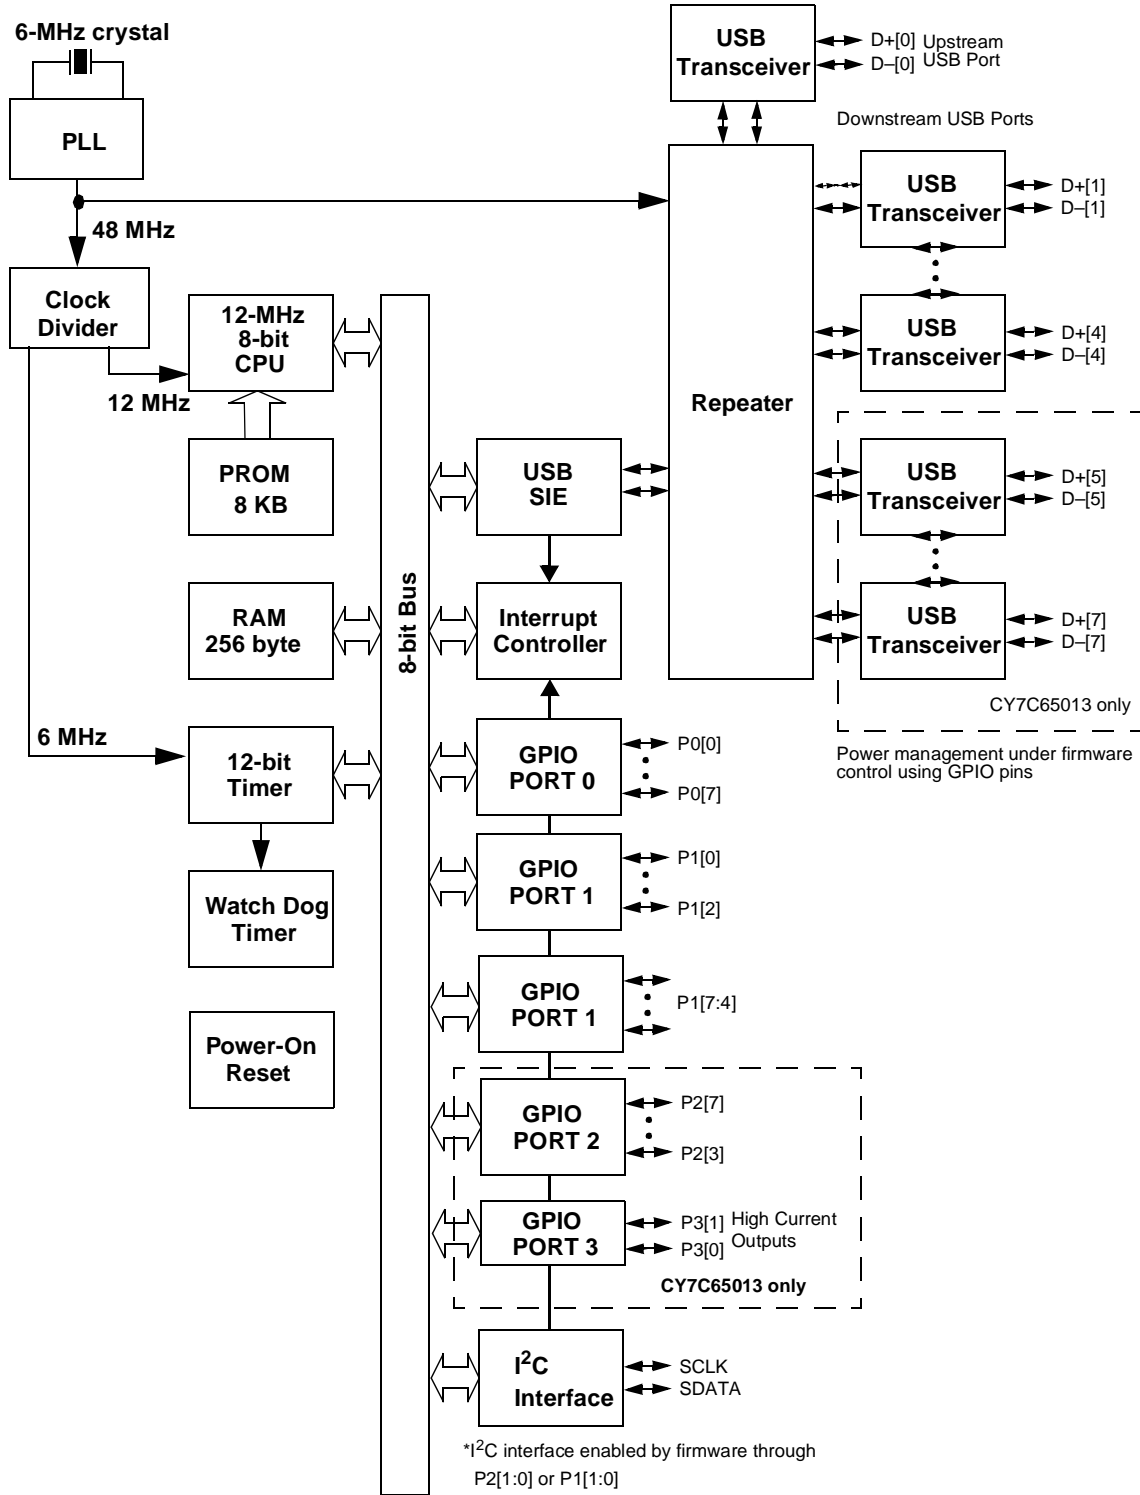 6-MHz crystal
PLL
48 MHz
Clock
Divider
12-MHz
8-bit
CPU
12 MHz
PROM
8 KB
RAM
256 byte
6 MHz
12-bit
Timer
Watch Dog
Timer
Power-On
Reset
8-bit Bus
USB
SIE
Interrupt
Controller
GPIO
PORT 0
P0[0]
P0[7]
GPIO
PORT 1
P1[0]
P1[2]
GPIO
PORT 1
P1[7:4]
GPIO
PORT 2
P2[7]
P2[3]
GPIO
PORT 3
P3[1]
P3[0]
High Current
Outputs
CY7C65013 only
I2C
Interface
SCLK
SDATA
*I2C interface enabled by firmware through
P2[1:0] or P1[1:0]
USB
Transceiver
D+[0]
D–[0]
Upstream
USB Port
Downstream USB Ports
Repeater
USB
Transceiver
D+[1]
D–[1]
USB
Transceiver
D+[4]
D–[4]
USB
Transceiver
D+[5]
D–[5]
USB
Transceiver
D+[7]
D–[7]
CY7C65013 only
Power management under firmware
control using GPIO pins